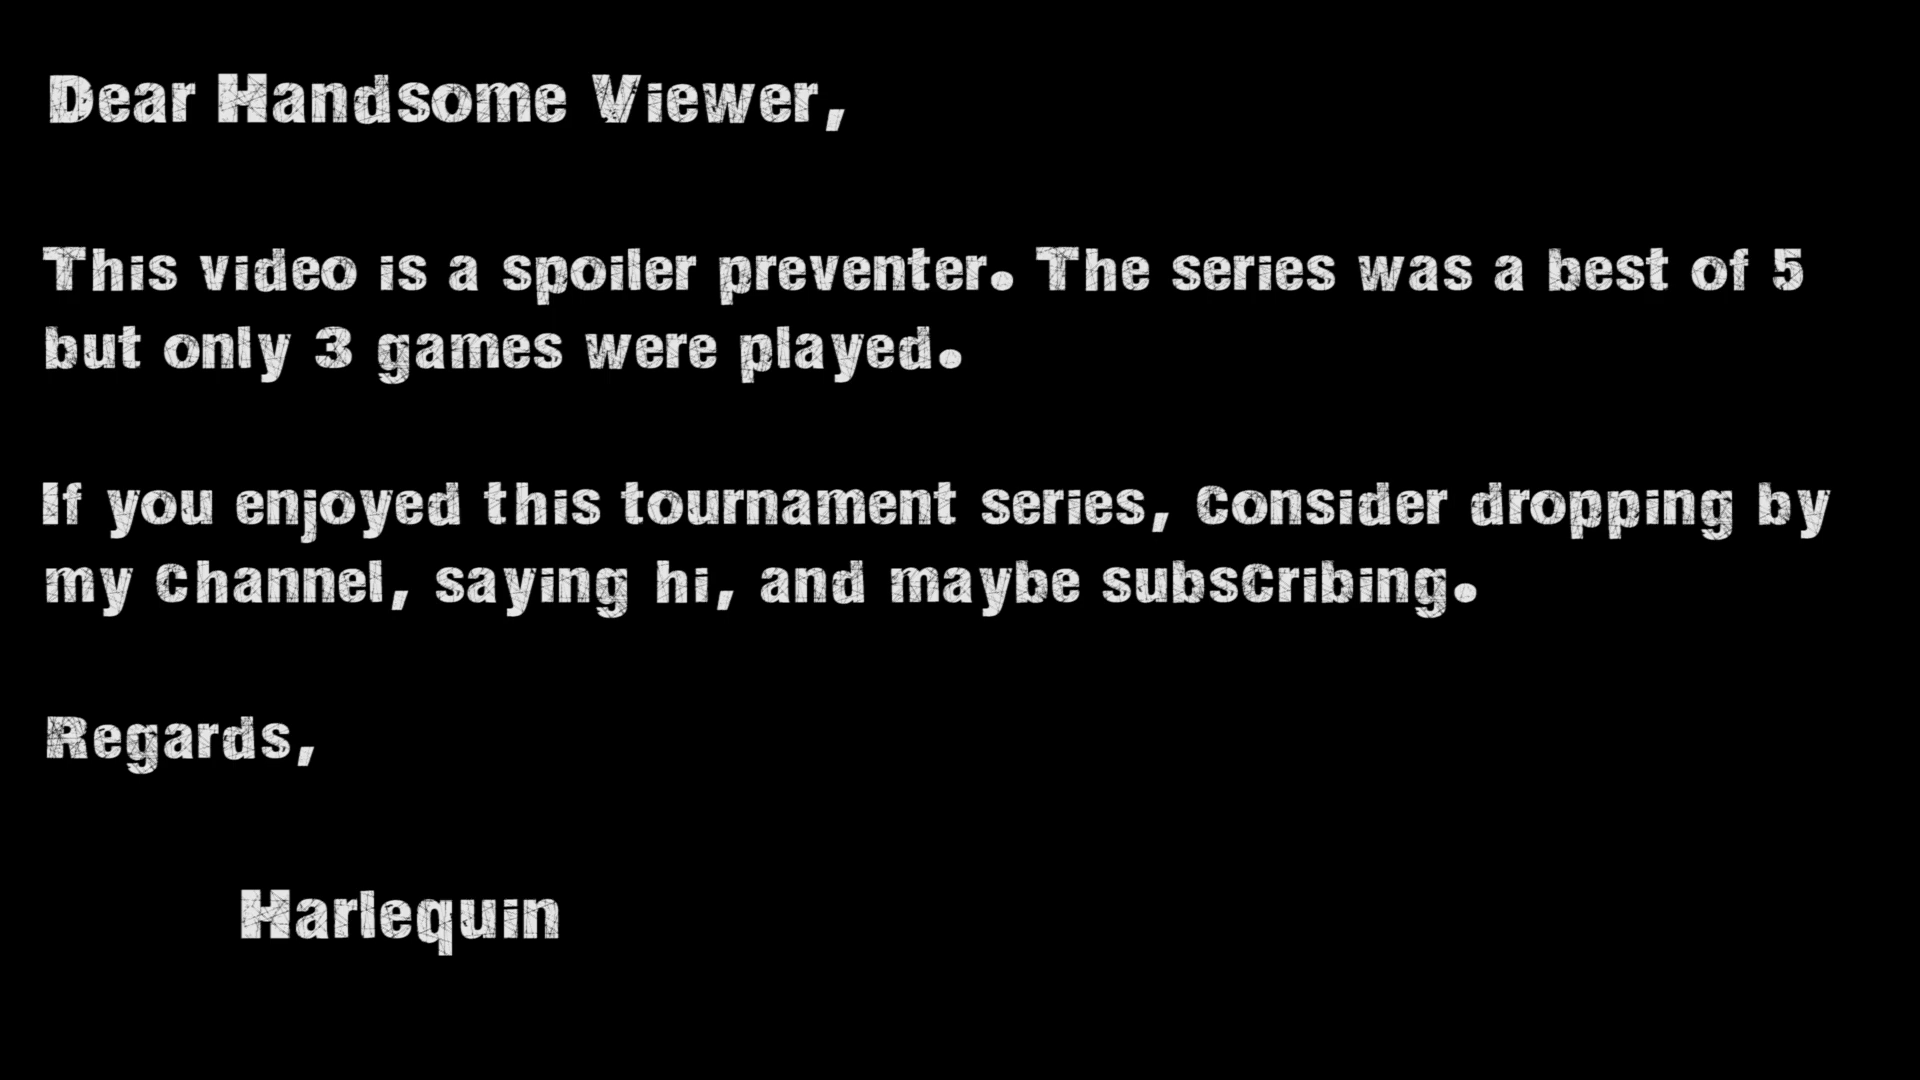 Dear Handsome Viewer,
This video is a spoiler preventer. The series was a best of 5
but only 3 games were played.
If you enjoyed this tournament series, Consider dropping by
my Channel, saying hi, and maybe subsCribing.
Regards,
Harlequin